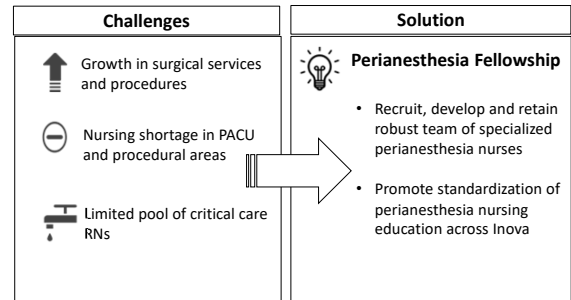 Challenges
Growth in surgical services
and procedures
Nursing shortage in PACU
and procedural areas
Limited pool of critical care
RNs
Solution
Perianesthesia Fellowship
• Recruit, develop and retain
robust team of specialized
perianesthesia nurses
• Promote standardization of
perianesthesia nursing
education across Inova